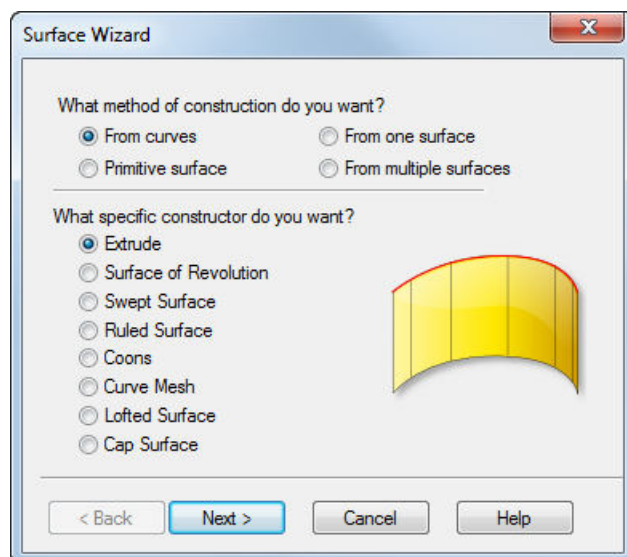 Surface Wizard
What method of construction do you want?
From curves From one surface
Primitive surface From multiple surfaces
What specific constructor do you want?
Extrude
Surface of Revolution
Swept Surface
Ruled Surface
Coons
Curve Mesh
Lofted Surface
Cap Surface
< Back Next > Cancel Help